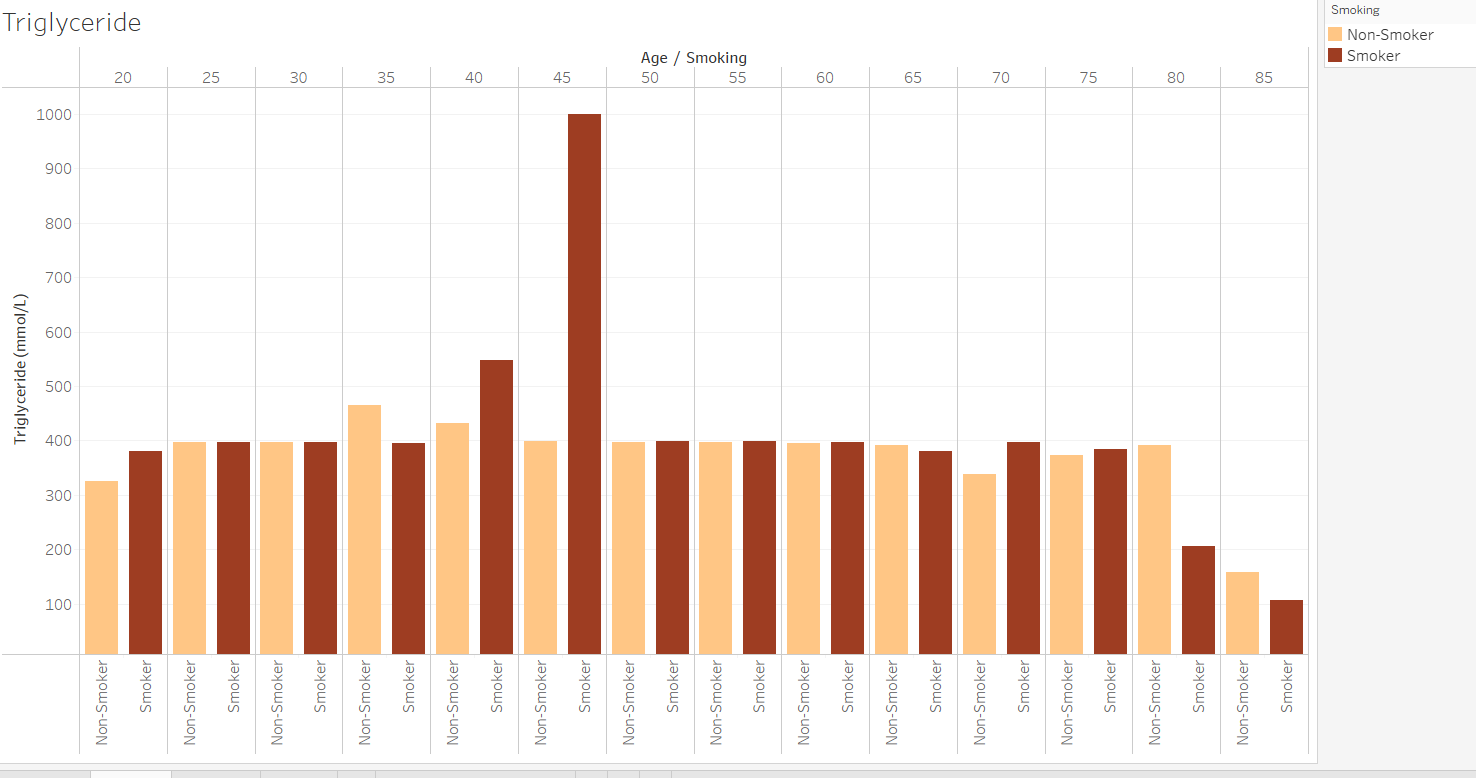 Triglyceride
Age / Smoking
20 25 30 35 40 45 50 55 60 65 70 75 80 85
1000
900
800
700
600
500
400
300
200
100
Triglyceride (mmol/L)
Non-Smoker Smoker Non-Smoker Smoker Non-Smoker Smoker Non-Smoker Smoker Non-Smoker Smoker Non-Smoker Smoker Non-Smoker Smoker Non-Smoker Smoker Non-Smoker Smoker Non-Smoker Smoker Non-Smoker Smoker Non-Smoker Smoker Non-Smoker Smoker Non-Smoker Smoker
Smoking
Non-Smoker
Smoker